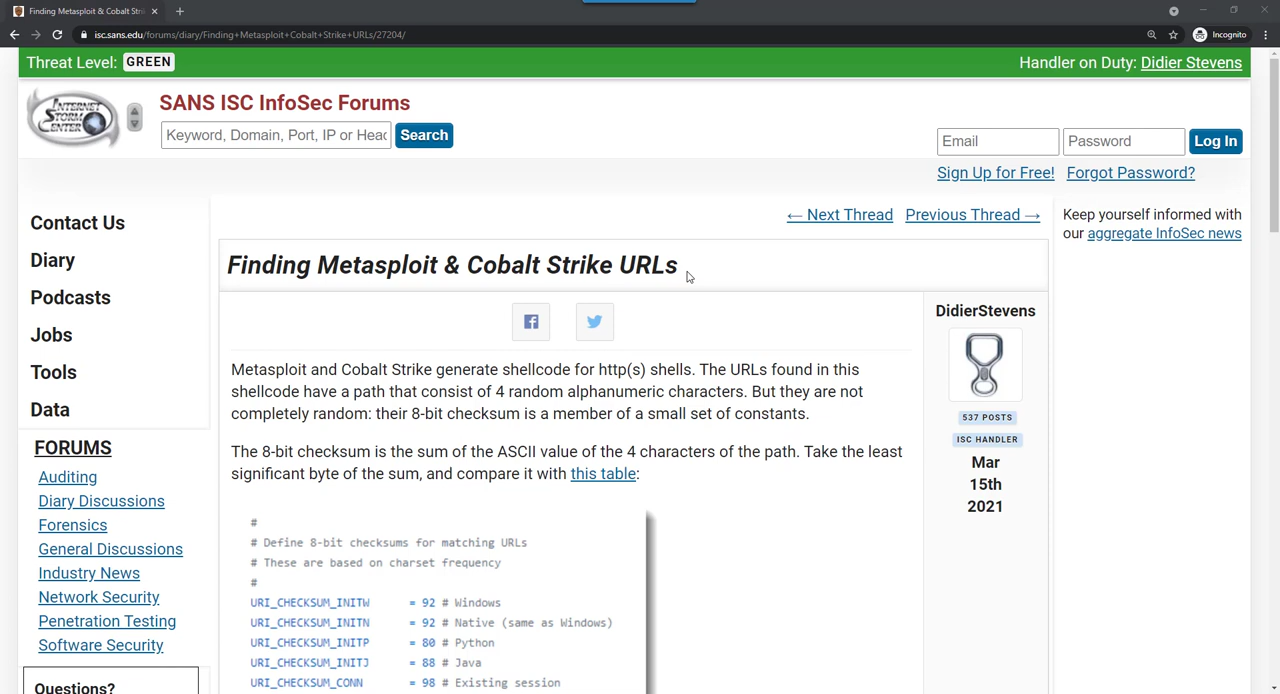 Finding Metasploit & Cobalt Stri
isc.sans.edu/forums/diary/Finding+Metasploit+Cobalt+Strike+URLs/27204/
Incognito
Threat Level: GREEN
Handler on Duty: Didier Stevens
INTERNET
STORM
CENTER
SANS ISC InfoSec Forums
Keyword, Domain, Port, IP or Head
Search
Email
Password
Log In
Sign Up for Free!
Forgot Password?
Contact Us
Diary
Podcasts
Jobs
Tools
Data
FORUMS
Auditing
Diary Discussions
Forensics
General Discussions
Industry News
Network Security
Penetration Testing
Software Security
Questions?
← Next Thread
Previous Thread →
Finding Metasploit & Cobalt Strike URLs
Metasploit and Cobalt Strike generate shellcode for http(s) shells. The URLs found in this
shellcode have a path that consist of 4 random alphanumeric characters. But they are not
completely random: their 8-bit checksum is a member of a small set of constants.
The 8-bit checksum is the sum of the ASCII value of the 4 characters of the path. Take the least
significant byte of the sum, and compare it with this table:
#
# Define 8-bit checksums for matching URLs
# These are based on charset frequency
#
URI_CHECKSUM_INITW = 92 # Windows
URI_CHECKSUM_INITN = 92 # Native (same as Windows)
URI_CHECKSUM_INITP = 80 # Python
URI_CHECKSUM_INITJ = 88 # Java
URI_CHECKSUM_CONN = 98 # Existing session
DidierStevens
537 POSTS
ISC HANDLER
Mar
15th
2021
Keep yourself informed with
our aggregate InfoSec news